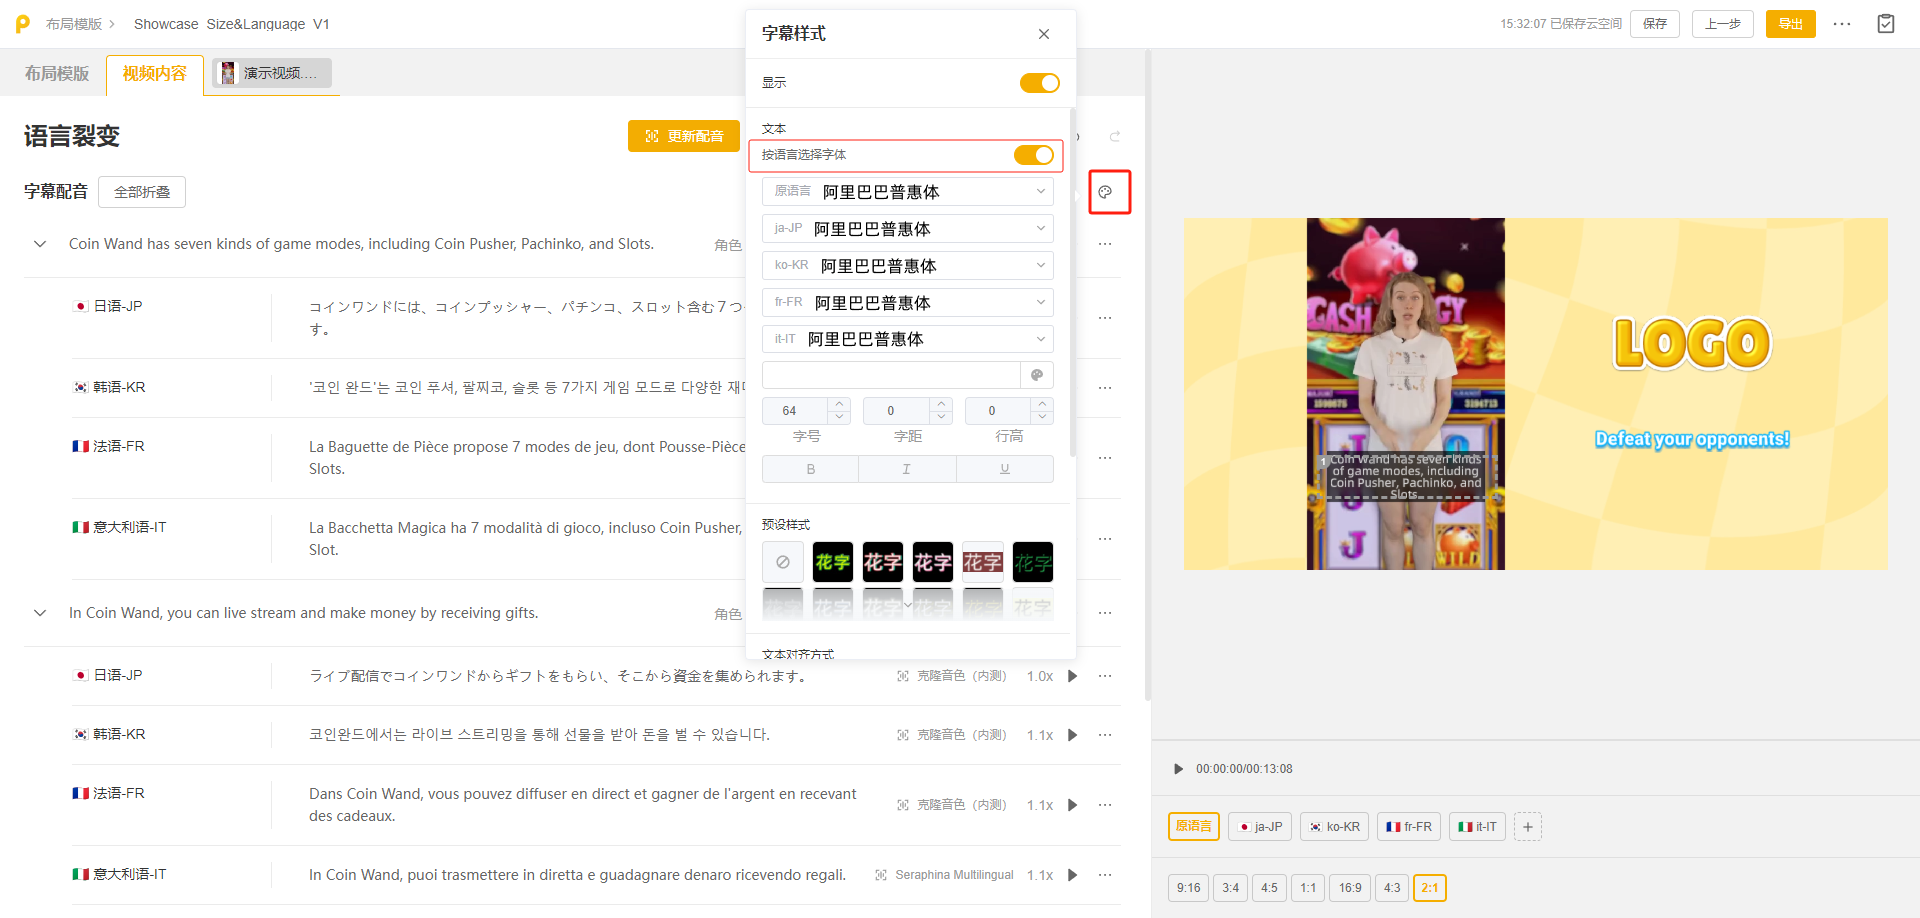 布局模版
Showcase Size&Language V1
15:32:07 已保存云空间
保存
上一步
导出
布局模版
视频内容
演示视频....
语言裂变
更新配音
字幕配音
全部折叠
Coin Wand has seven kinds of game modes, including Coin Pusher, Pachinko, and Slots.
角色
日语-JP
コインワンドには、コインプッシャー、パチンコ、スロット含む７つ
す。
韩语-KR
'코인 완드'는 코인 푸셔, 팔찌코, 슬롯 등 7가지 게임 모드로 다양한 재
法语-FR
La Baguette de Pièce propose 7 modes de jeu, dont Pousse-Pièce
Slots.
意大利语-IT
La Bacchetta Magica ha 7 modalità di gioco, incluso Coin Pusher,
Slot.
In Coin Wand, you can live stream and make money by receiving gifts.
角色
日语-JP
ライブ配信でコインワンドからギフトをもらい、そこから資金を集められます。
克隆音色（内测）
1.0x
韩语-KR
코인완드에서는 라이브 스트리밍을 통해 선물을 받아 돈을 벌 수 있습니다.
克隆音色（内测）
1.1x
法语-FR
Dans Coin Wand, vous pouvez diffuser en direct et gagner de l'argent en recevant
des cadeaux.
克隆音色（内测）
1.1x
意大利语-IT
In Coin Wand, puoi trasmettere in diretta e guadagnare denaro ricevendo regali.
Seraphina Multilingual
1.1x
字幕样式
显示
文本
按语言选择字体
原语言 阿里巴巴普惠体
ja-JP 阿里巴巴普惠体
ko-KR 阿里巴巴普惠体
fr-FR 阿里巴巴普惠体
it-IT 阿里巴巴普惠体
64 0 0
字号 字距 行高
B I U
预设样式
花字 花字 花字 花字 花字
花字 花字 花字 花字 花字 花字
文本对齐方式
CASH
1598675
3194713
J
J
J
WILD
1
Coin Wand has seven kinds
of game modes, including
Coin Pusher, Pachinko, and
Slots.
LOGO
Defeat your opponents!
00:00:00/00:13:08
原语言 ja-JP ko-KR fr-FR it-IT
9:16 3:4 4:5 1:1 16:9 4:3 2:1